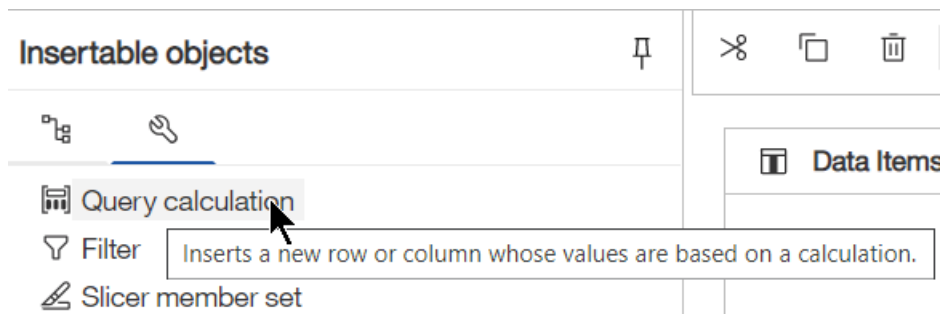 Insertable objects
Data Items
Query calculation
Filter
Inserts a new row or column whose values are based on a calculation.
Slicer member set